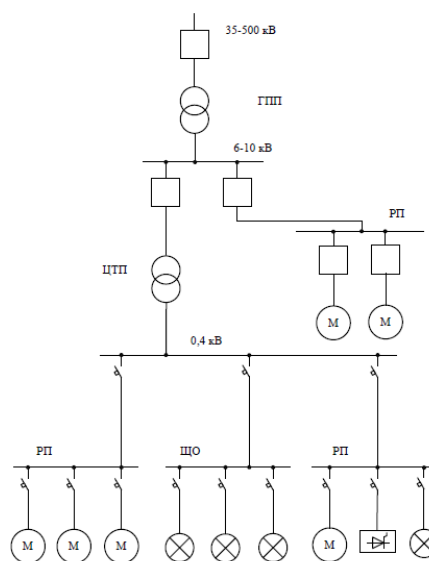 35-500 кВ
ГПП
6-10 кВ
РП
М М
ЦТП
0,4 кВ
РП ЩО РП
М М М М